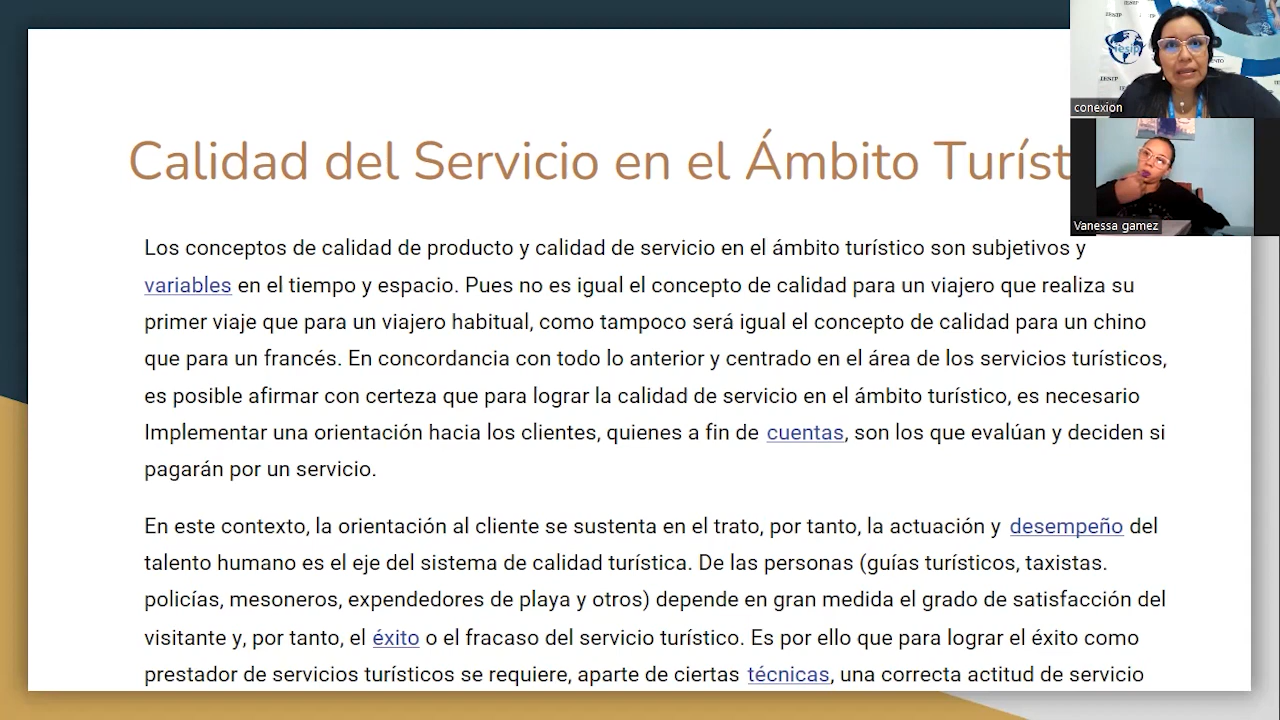 Calidad del Servicio en el Ámbito Turíst
Los conceptos de calidad de producto y calidad de servicio en el ámbito turístico son subjetivos y
variables en el tiempo y espacio. Pues no es igual el concepto de calidad para un viajero que realiza su
primer viaje que para un viajero habitual, como tampoco será igual el concepto de calidad para un chino
que para un francés. En concordancia con todo lo anterior y centrado en el área de los servicios turísticos,
es posible afirmar con certeza que para lograr la calidad de servicio en el ámbito turístico, es necesario
Implementar una orientación hacia los clientes, quienes a fin de cuentas, son los que evalúan y deciden si
pagarán por un servicio.
En este contexto, la orientación al cliente se sustenta en el trato, por tanto, la actuación y desempeño del
talento humano es el eje del sistema de calidad turística. De las personas (guías turísticos, taxistas.
policías, mesoneros, expendedores de playa y otros) depende en gran medida el grado de satisfacción del
visitante y, por tanto, el éxito o el fracaso del servicio turístico. Es por ello que para lograr el éxito como
prestador de servicios turísticos se requiere, aparte de ciertas técnicas, una correcta actitud de servicio
IESIP
iesip
IESIP
conexion
Vanessa gamez